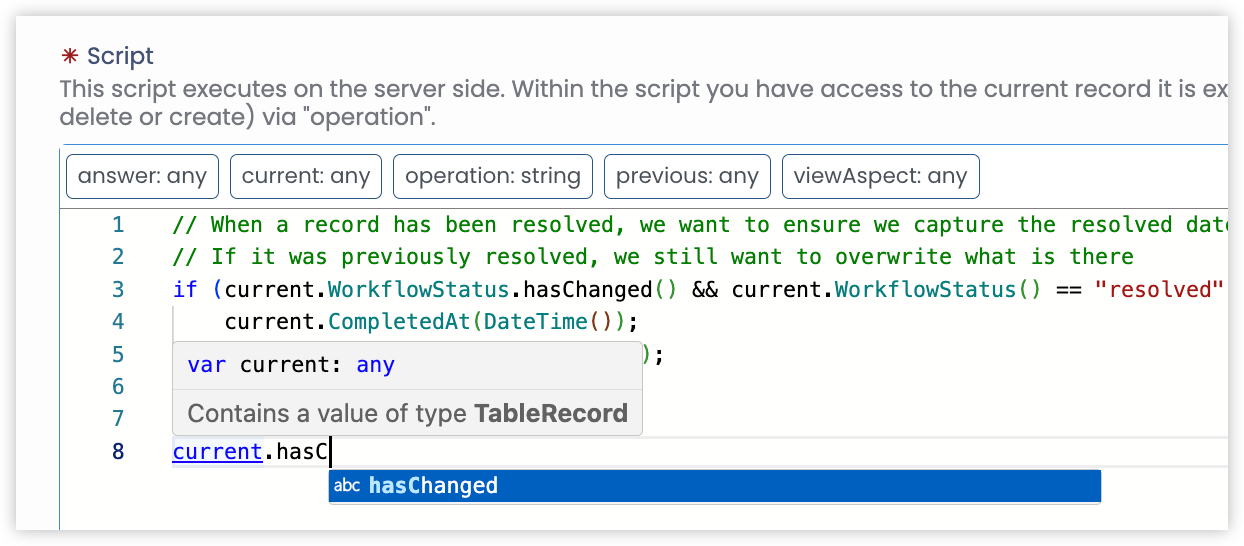 ✱ Script
This script executes on the server side. Within the script you have access to the current record it is ex
delete or create) via "operation".
answer: any current: any operation: string previous: any viewAspect: any
1 // When a record has been resolved, we want to ensure we capture the resolved date
2 // If it was previously resolved, we still want to overwrite what is there
3 if (current.WorkflowStatus.hasChanged() && current.WorkflowStatus() == "resolved"
4 current.CompletedAt(DateTime());
5 );
var current: any
6
Contains a value of type TableRecord
7
8 current.hasC
abc hasChanged